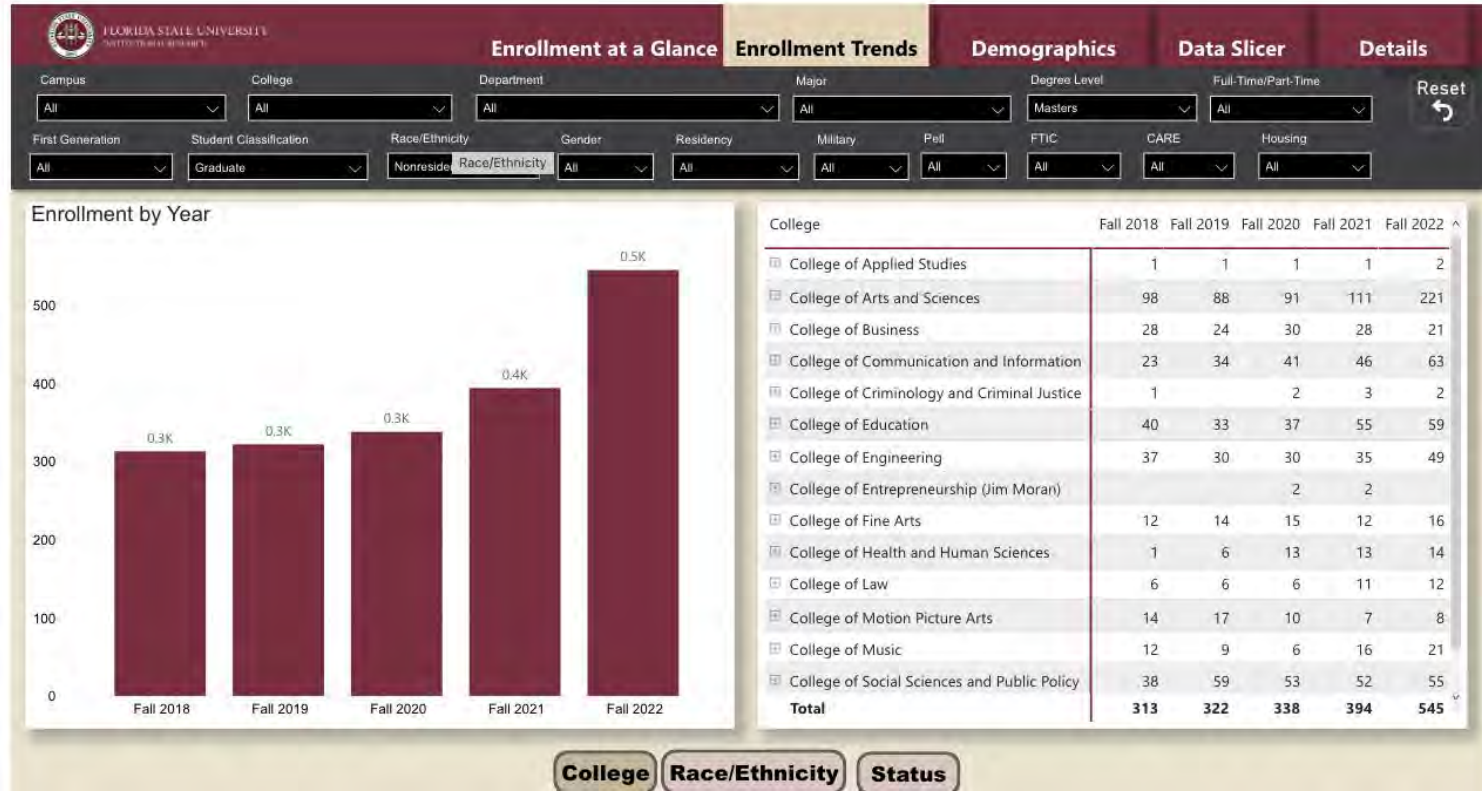 FLORIDA STATE UNIVERSITY
INSTITUTIONAL RESEARCH
Enrollment at a Glance Enrollment Trends Demographics Data Slicer Details
Campus College Department Major Degree Level Full-Time/Part-Time
All All All All Masters All Reset
First Generation Student Classification Race/Ethnicity Gender Residency Military Pell FTIC CARE Housing
All Graduate Nonreside Race/Ethnicity All All All All All All All
Enrollment by Year
0.5K
500
400
0.4K
0.3K 0.3K 0.3K
300
200
100
0
Fall 2018 Fall 2019 Fall 2020 Fall 2021 Fall 2022
College Fall 2018 Fall 2019 Fall 2020 Fall 2021 Fall 2022
College of Applied Studies 1 1 1 1 2
College of Arts and Sciences 98 88 91 111 221
College of Business 28 24 30 28 21
College of Communication and Information 23 34 41 46 63
College of Criminology and Criminal Justice 1 2 3 2
College of Education 40 33 37 55 59
College of Engineering 37 30 30 35 49
College of Entrepreneurship (Jim Moran) 2 2
College of Fine Arts 12 14 15 12 16
College of Health and Human Sciences 1 6 13 13 14
College of Law 6 6 6 11 12
College of Motion Picture Arts 14 17 10 7 8
College of Music 12 9 6 16 21
College of Social Sciences and Public Policy 38 59 53 52 55
Total 313 322 338 394 545
College Race/Ethnicity Status